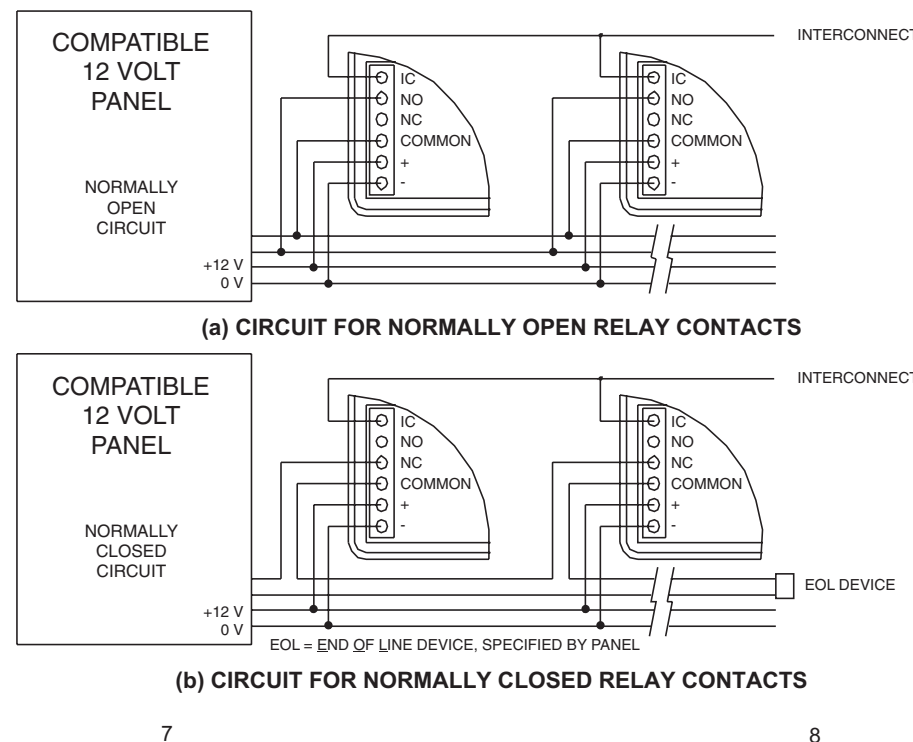 COMPATIBLE
12 VOLT
PANEL
NORMALLY
OPEN
CIRCUIT
+12 V
0 V
IC
NO
NC
COMMON
+
-
IC
NO
NC
COMMON
+
-
INTERCONNECT
(a) CIRCUIT FOR NORMALLY OPEN RELAY CONTACTS
COMPATIBLE
12 VOLT
PANEL
NORMALLY
CLOSED
CIRCUIT
+12 V
0 V
IC
NO
NC
COMMON
+
-
IC
NO
NC
COMMON
+
-
INTERCONNECT
EOL DEVICE
EOL = END OF LINE DEVICE, SPECIFIED BY PANEL
(b) CIRCUIT FOR NORMALLY CLOSED RELAY CONTACTS
7
8